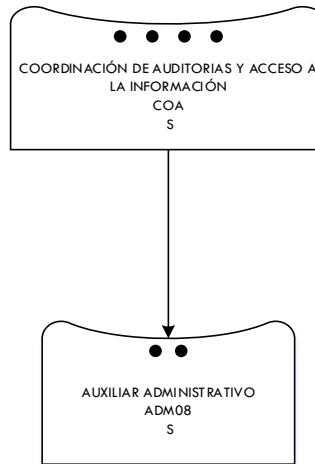 COORDINACIÓN DE AUDITORIAS Y ACCESO A
LA INFORMACIÓN
COA
S
AUXILIAR ADMINISTRATIVO
ADM08
S